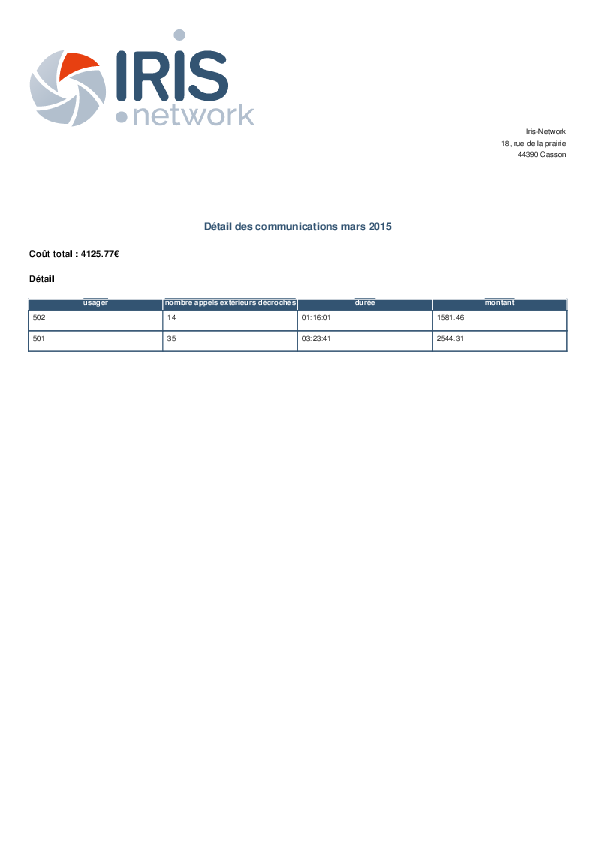 IRIS
network
Iris-Network
18, rue de la prairie
44390 Casson
Détail des communications mars 2015
Coût total : 4125.77€
Détail
usager nombre appels exterieurs decroches durée montant
502 14 01:16:01 1581.46
501 35 03:23:41 2544.31